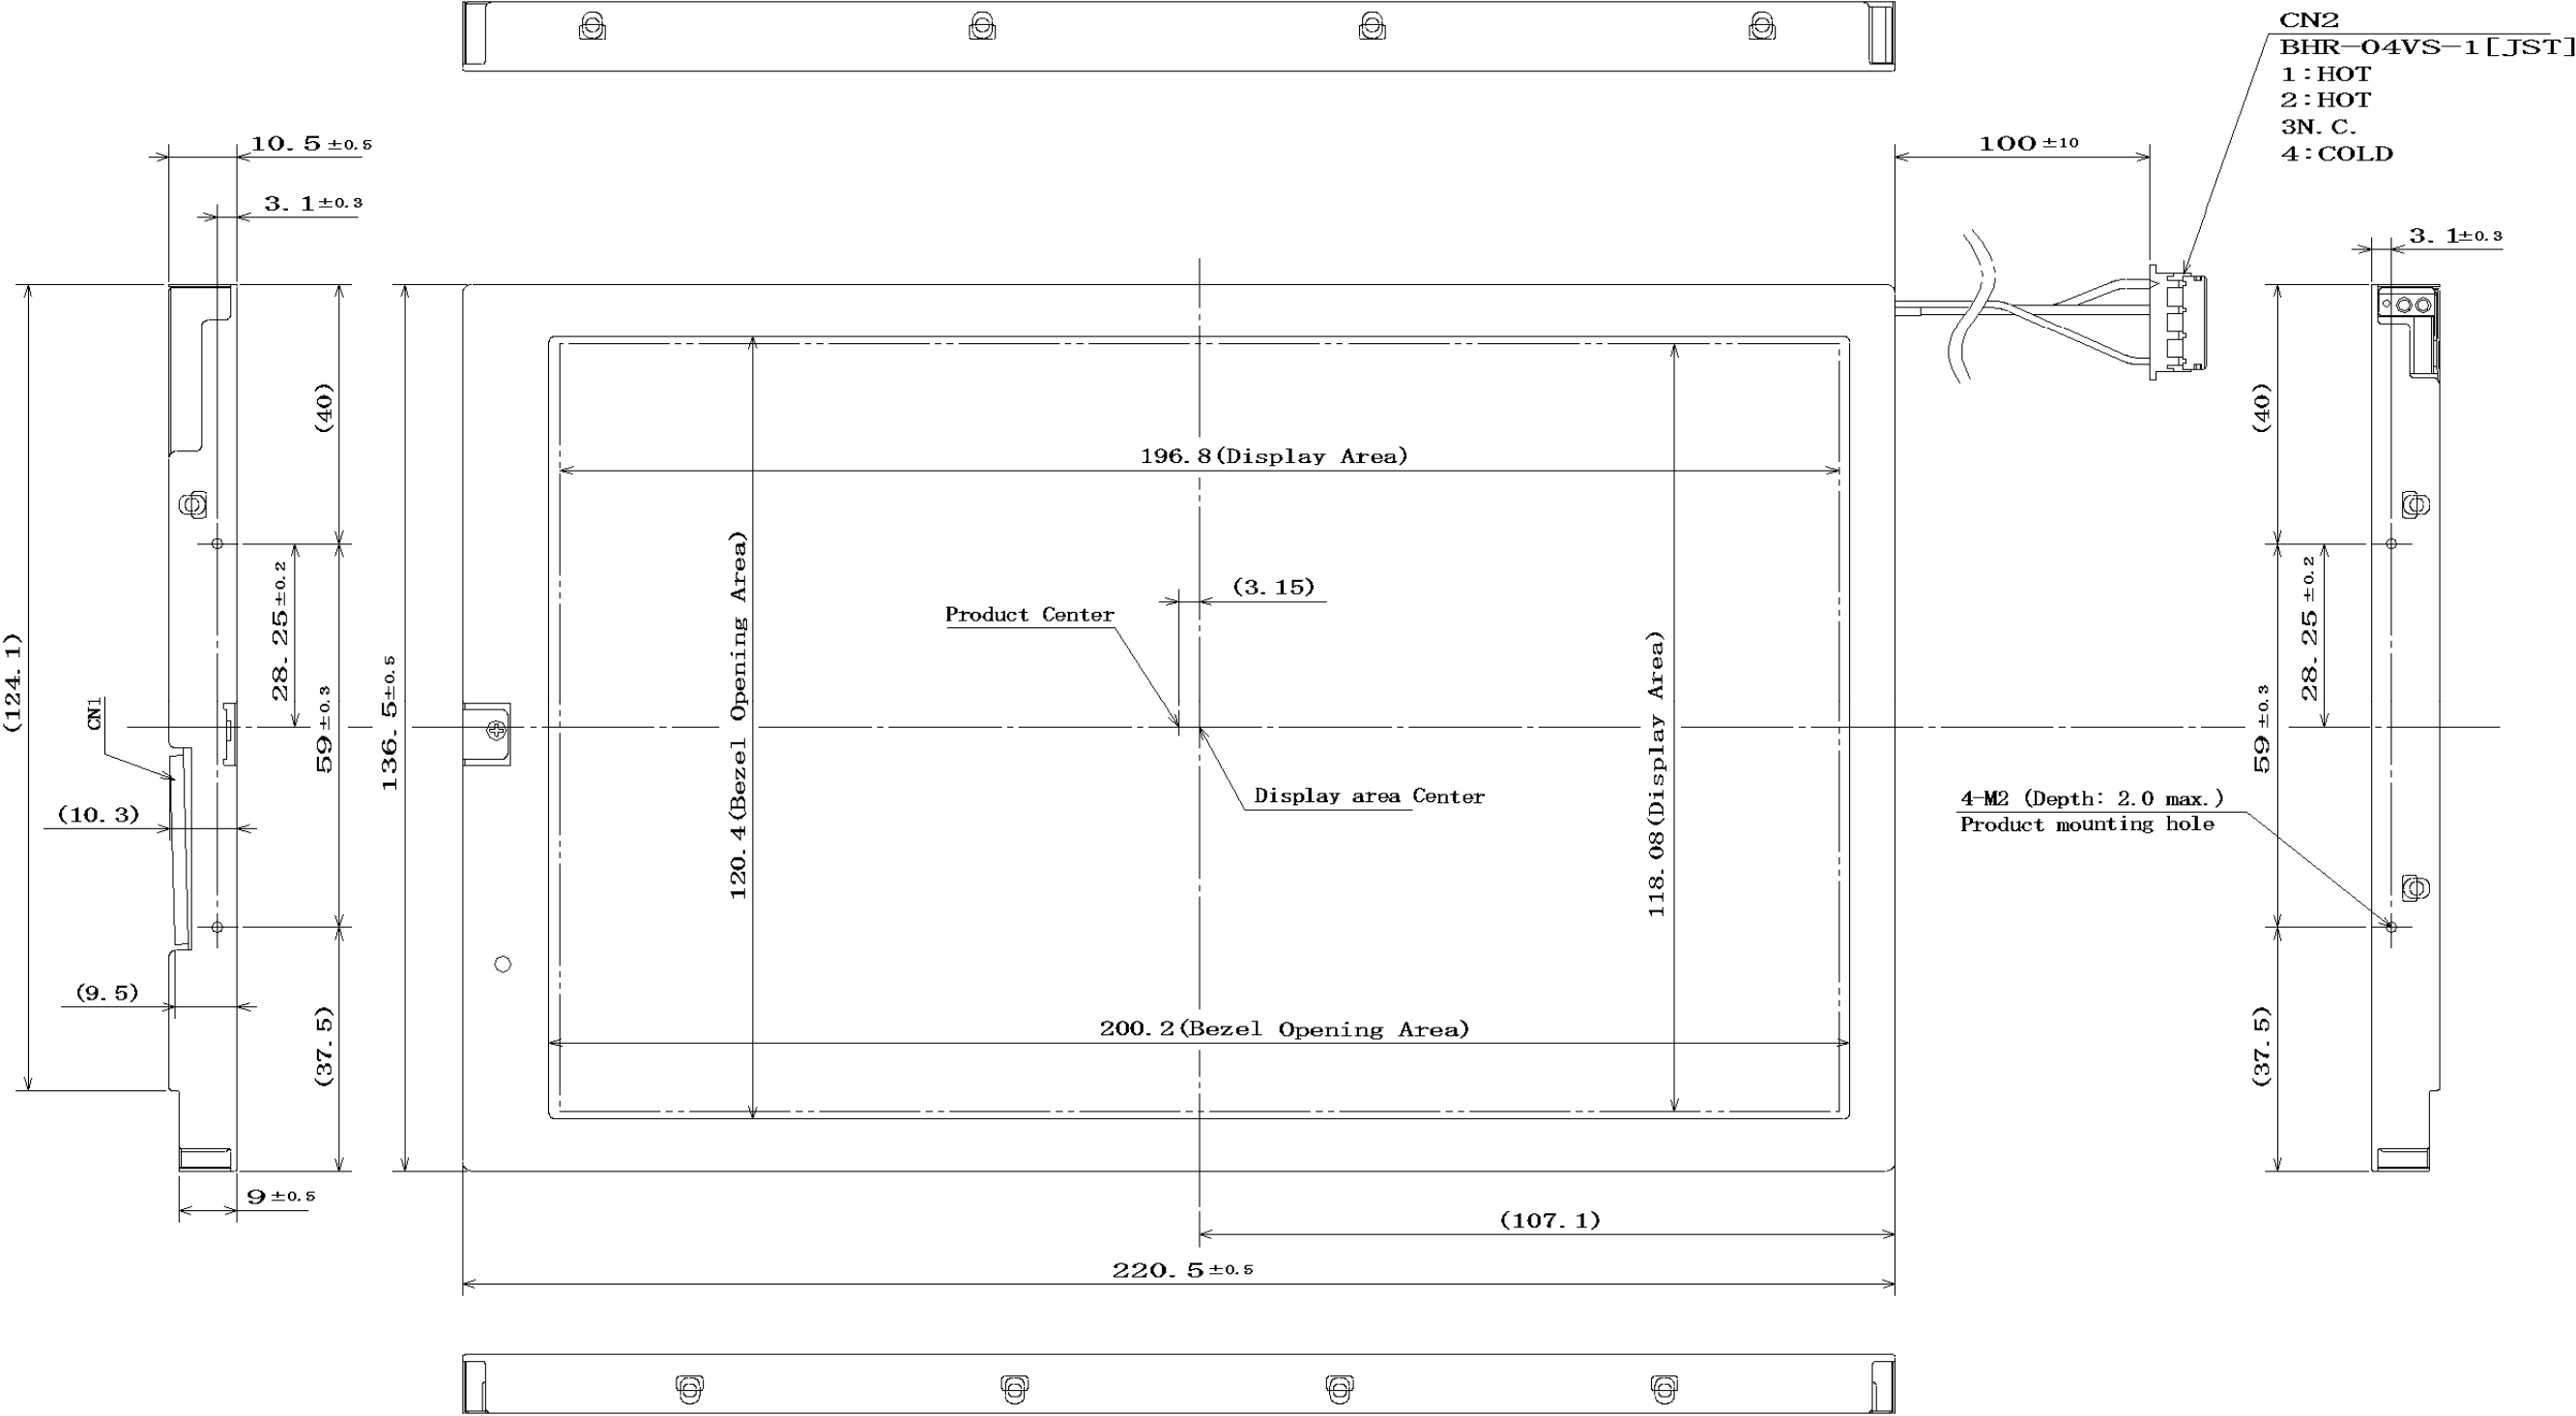 CN2
BHR-04VS-1[JST]
1:HOT
2:HOT
3N. C.
4:COLD
10. 5±0.5
100±10
3. 1±0.3
3. 1±0.3
(40)
(40)
196. 8(Display Area)
120. 4(Bezel Opening Area)
(3. 15)
Product Center
28. 25±0.2
28. 25±0.2
(124. 1)
CN1
59±0.3
136. 5±0.5
118. 08(Display Area)
59±0.3
Display area Center
4-M2 (Depth: 2.0 max.)
Product mounting hole
(10. 3)
(9. 5)
(37. 5)
200. 2(Bezel Opening Area)
(37. 5)
9±0.5
(107. 1)
220. 5±0.5